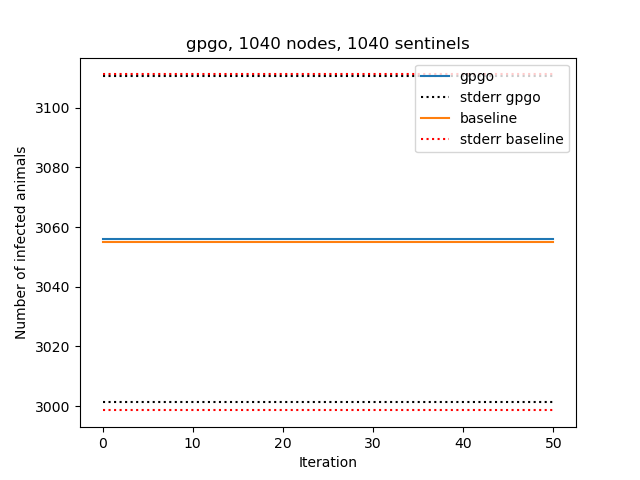 gpgo, 1040 nodes, 1040 sentinels
gpgo
stderr gpgo
baseline
stderr baseline
Number of infected animals
3100
3080
3060
3040
3020
3000
0 10 20 30 40 50
Iteration